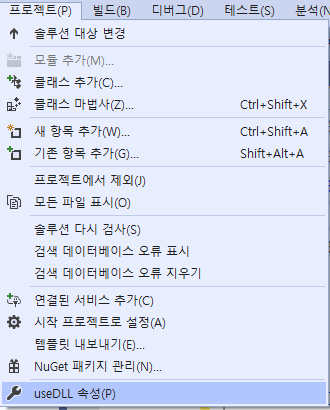 프로젝트(P) 빌드(B) 디버그(D) 테스트(S) 분석(N
솔루션 대상 변경
모듈 추가(M)...
클래스 추가(C)...
클래스 마법사(Z)... Ctrl+Shift+X
새 항목 추가(W)... Ctrl+Shift+A
기존 항목 추가(G)... Shift+Alt+A
프로젝트에서 제외(J)
모든 파일 표시(O)
솔루션 다시 검사(S)
검색 데이터베이스 오류 표시
검색 데이터베이스 오류 지우기
연결된 서비스 추가(C)
시작 프로젝트로 설정(A)
템플릿 내보내기(E)...
NuGet 패키지 관리(N)...
useDLL 속성(P)